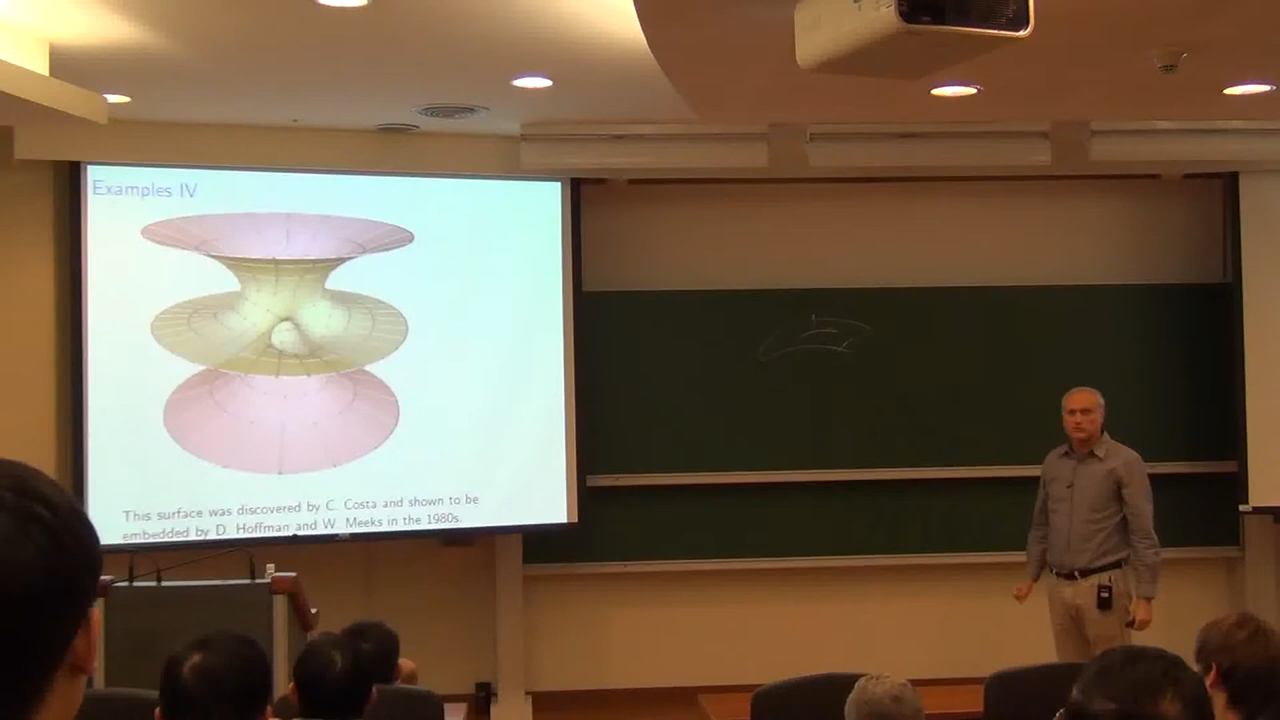 Examples IV
This surface was discovered by C. Costa and shown to be
embedded by D. Hoffman and W. Meeks in the 1980s.